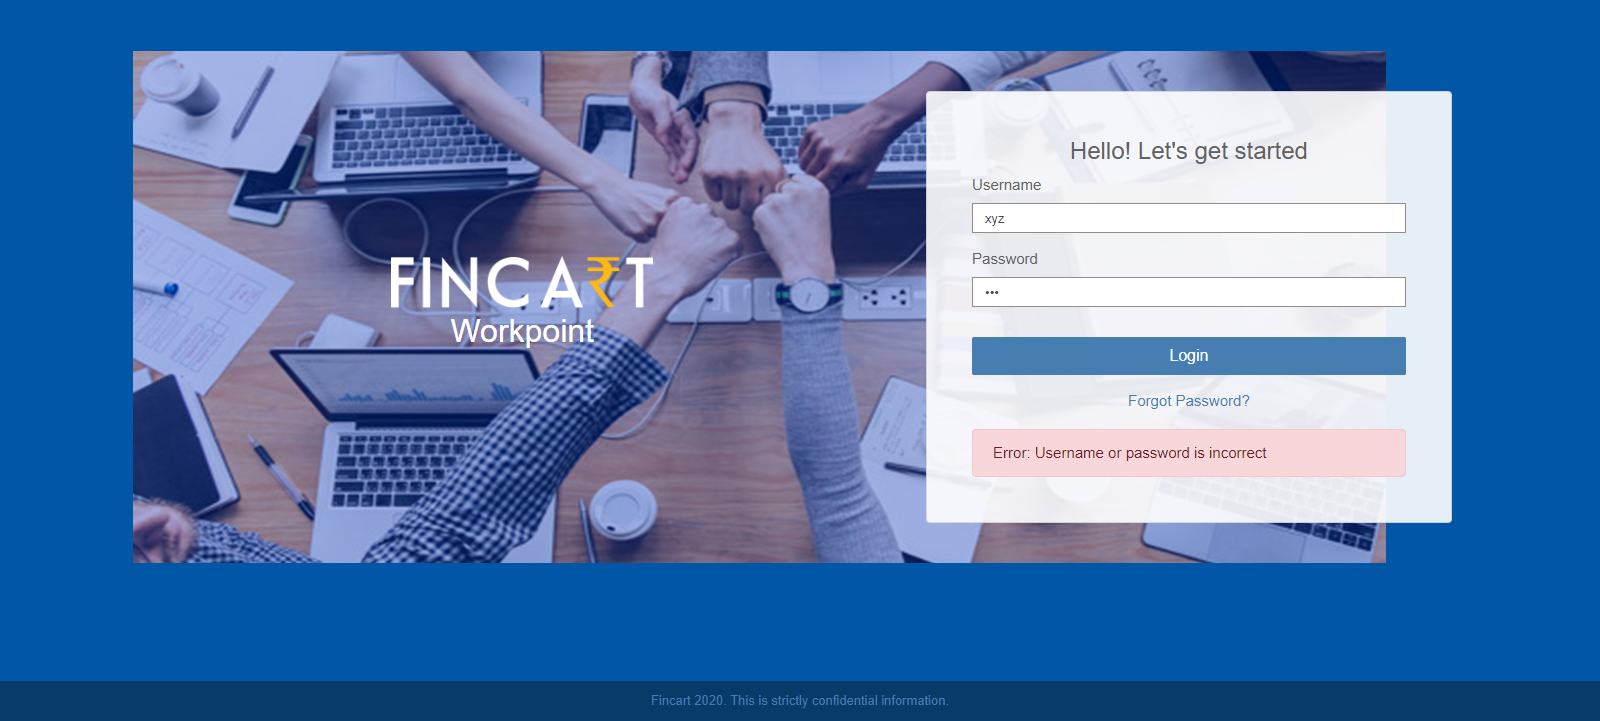 FINCART
Workpoint
Hello! Let's get started
Username
xyz
Password
•••
Login
Forgot Password?
Error: Username or password is incorrect
Fincart 2020. This is strictly confidential information.